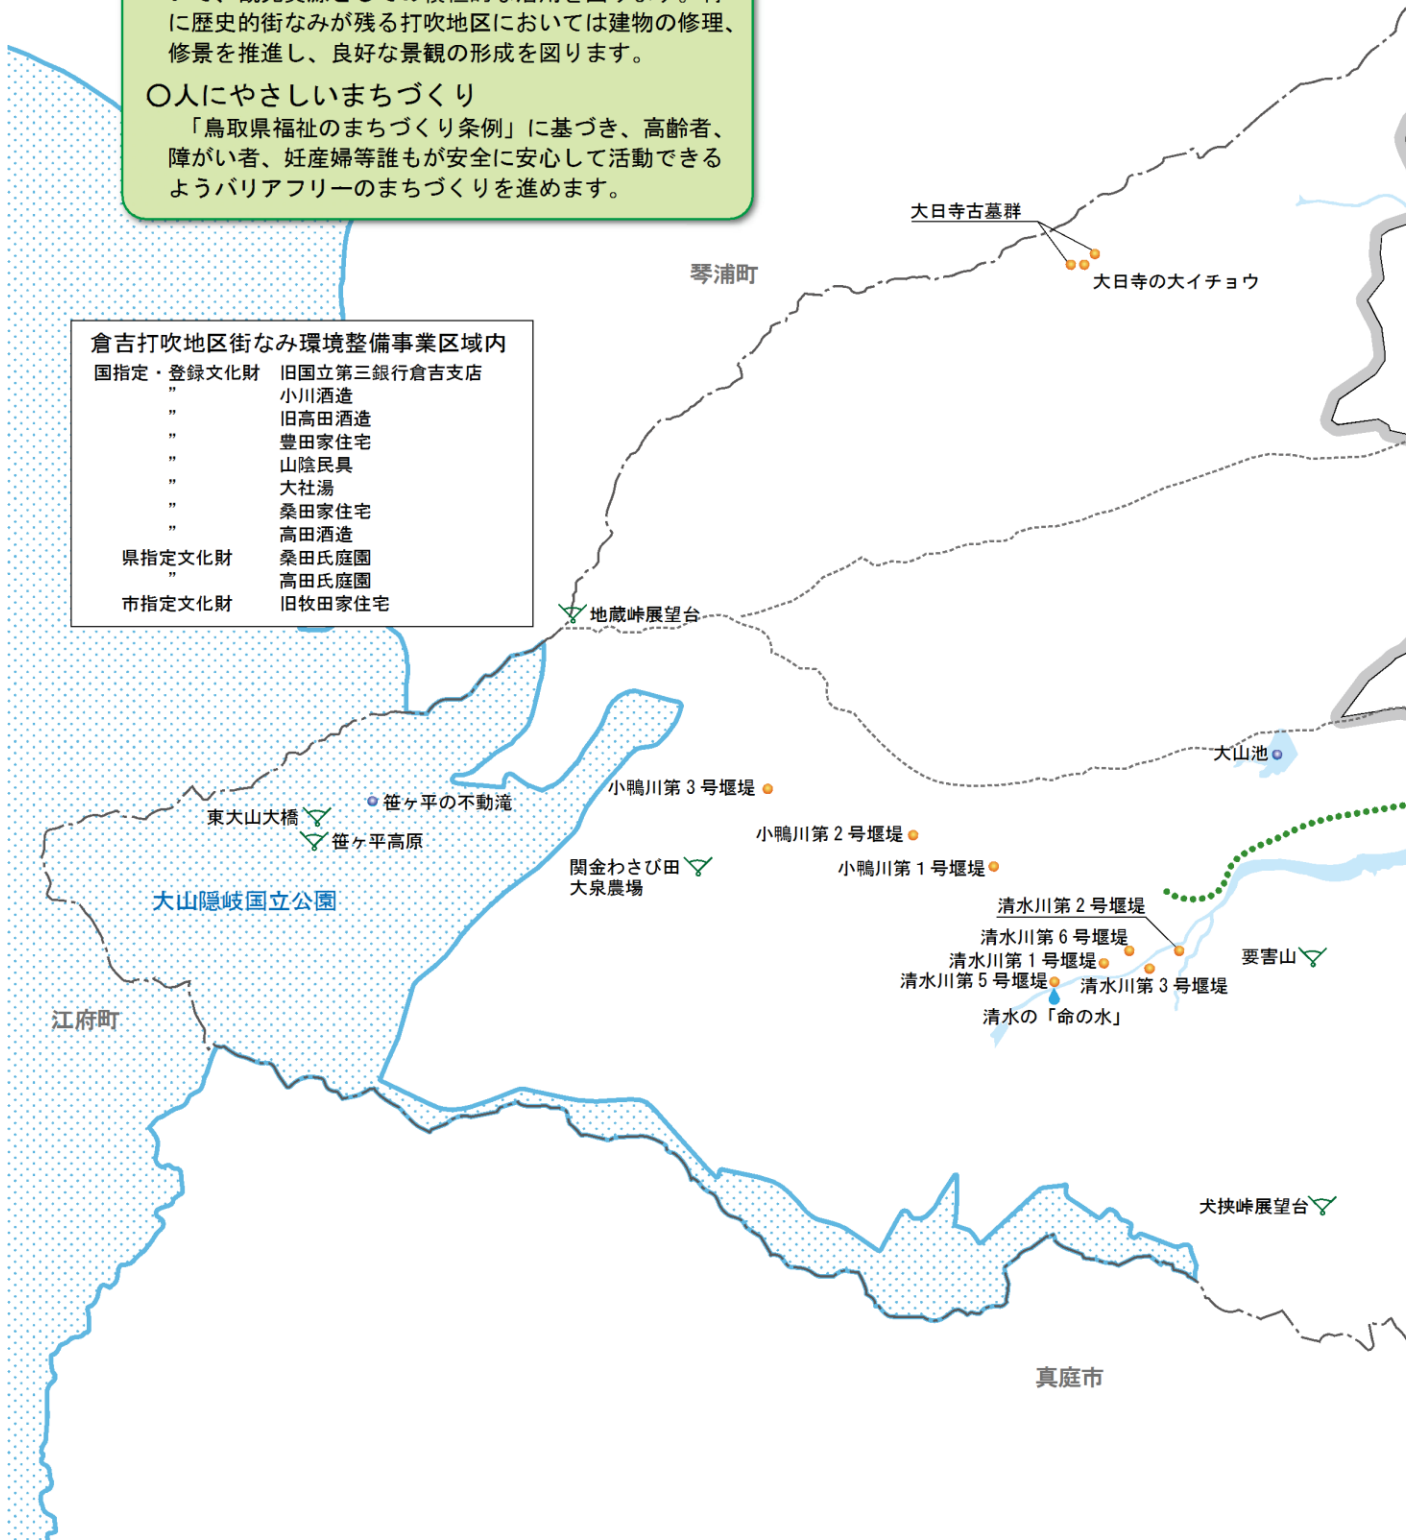 に歴史的街なみが残る打吹地区においては建物の修理、
修景を推進し、良好な景観の形成を図ります。
〇人にやさしいまちづくり
「鳥取県福祉のまちづくり条例」に基づき、高齢者、
障がい者、妊産婦等誰もが安全に安心して活動できる
ようバリアフリーのまちづくりを進めます。
大日寺古墓群
琴浦町
大日寺の大イチョウ
倉吉打吹地区街なみ環境整備事業区域内
国指定・登録文化財 旧国立第三銀行倉吉支店
〃 小川酒造
〃 旧高田酒造
〃 豊田家住宅
〃 山陰民具
〃 大社湯
〃 桑田家住宅
〃 高田酒造
県指定文化財 桑田氏庭園
〃 高田氏庭園
市指定文化財 旧牧田家住宅
地蔵峠展望台
大山池
小鴨川第3号堰堤
笹ヶ平の不動滝
東大山大橋
小鴨川第2号堰堤
笹ヶ平高原
関金わさび田
大泉農場
小鴨川第1号堰堤
大山隠岐国立公園
清水川第2号堰堤
清水川第6号堰堤
要害山
清水川第1号堰堤
清水川第5号堰堤
清水川第3号堰堤
清水の「命の水」
江府町
犬挟峠展望台
真庭市